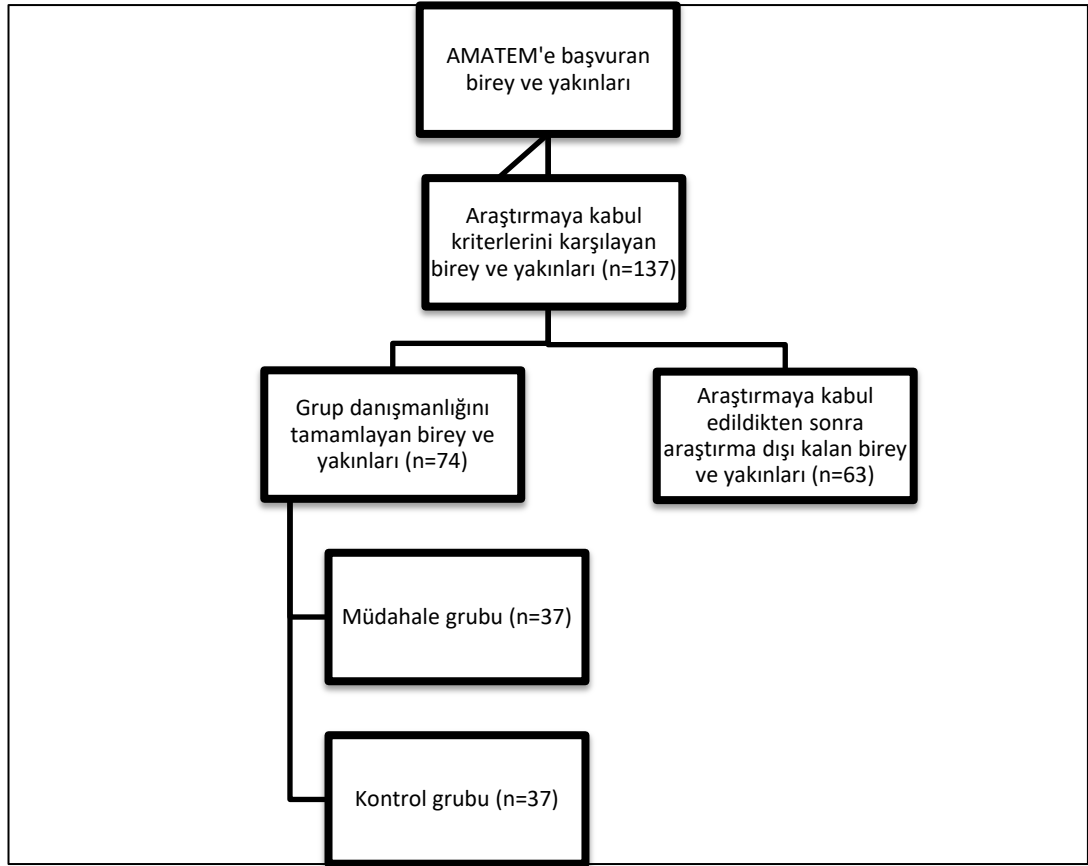 AMATEM'e başvuran
birey ve yakınları
Araştırmaya kabul
kriterlerini karşılayan
birey ve yakınları (n=137)
Grup danışmanlığını
tamamlayan birey ve
yakınları (n=74)
Araştırmaya kabul
edildikten sonra
araştırma dışı kalan birey
ve yakınları (n=63)
Müdahale grubu (n=37)
Kontrol grubu (n=37)